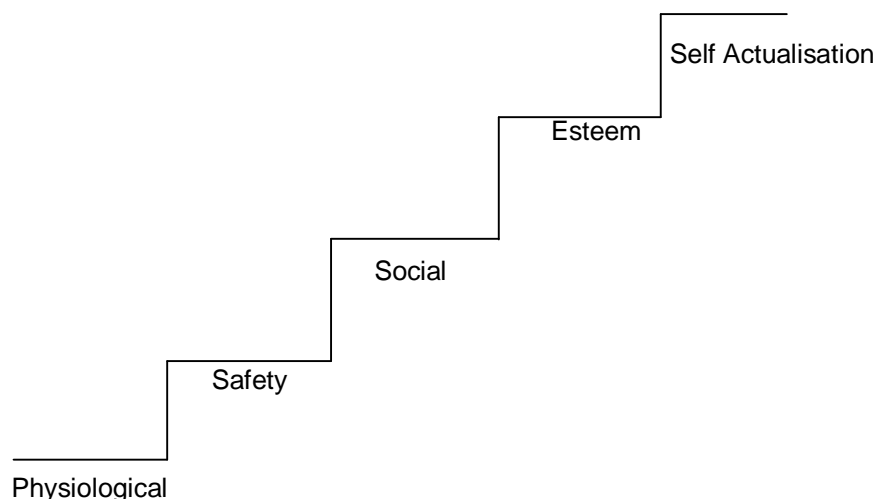 Self Actualisation
Esteem
Social
Safety
Physiological